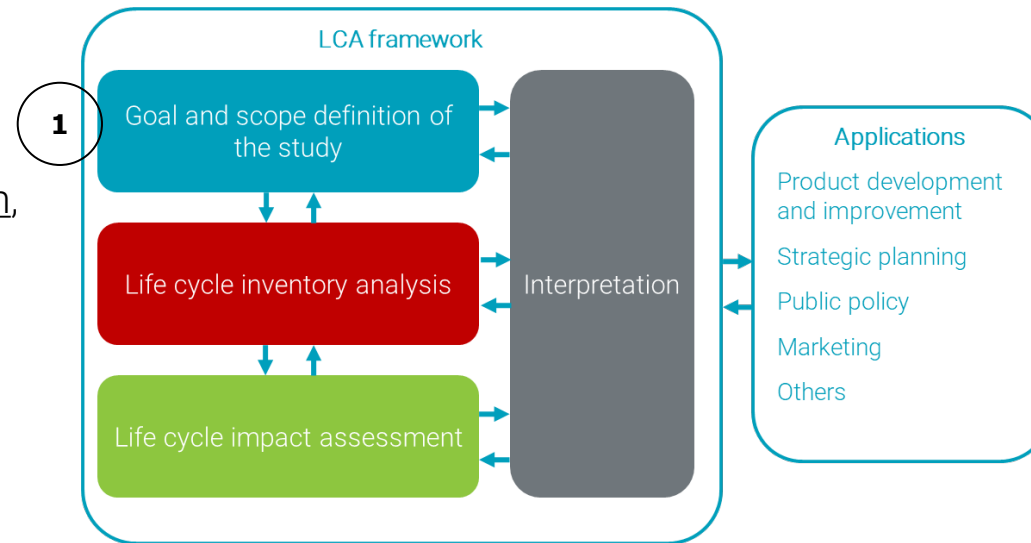 LCA framework
1
Goal and scope definition of
the study
Life cycle inventory analysis
Life cycle impact assessment
Interpretation
Applications
Product development
and improvement
Strategic planning
Public policy
Marketing
Others